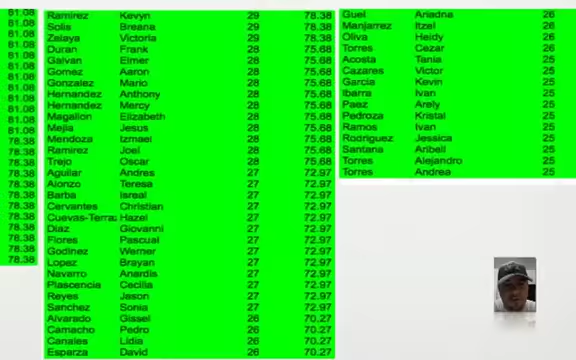 81.08
81.08
81.08
81.08
81.08
81.08
81.08
81.08
81.08
81.08
81.08
81.08
78.38
78.38
78.38
78.38
78.38
78.38
78.38
78.38
78.38
78.38
78.38
Ramirez Kevyn 29 78.38
Solis Breana 29 78.38
Zelaya Victoria 29 78.38
Duran Frank 28 75.68
Galvan Elmer 28 75.68
Gomez Aaron 28 75.68
Gonzalez Mario 28 75.68
Hernandez Anthony 28 75.68
Hernandez Mercy 28 75.68
Magallon Elizabeth 28 75.68
Mejia Jesus 28 75.68
Mendoza Izmael 28 75.68
Ramirez Joel 28 75.68
Trejo Oscar 28 75.68
Aguilar Andres 27 72.97
Alonzo Teresa 27 72.97
Barba Isreal 27 72.97
Cervantes Christian 27 72.97
Cuevas-Terraz Hazel 27 72.97
Diaz Giovanni 27 72.97
Flores Pascual 27 72.97
Godinez Werner 27 72.97
Lopez Brayan 27 72.97
Navarro Anardis 27 72.97
Plascencia Cecilia 27 72.97
Reyes Jason 27 72.97
Sanchez Sonia 27 72.97
Alvarado Gissel 26 70.27
Camacho Pedro 26 70.27
Canales Lidia 26 70.27
Esparza David 26 70.27
Guel Ariadna 26
Manjarrez Itzel 26
Oliva Heidy 26
Torres Cezar 26
Acosta Tania 25
Cazares Victor 25
Garcia Kevin 25
Ibarra Ivan 25
Paez Arely 25
Pedroza Kristal 25
Ramos Ivan 25
Rodriguez Jessica 25
Santana Aribell 25
Torres Alejandro 25
Torres Andrea 25